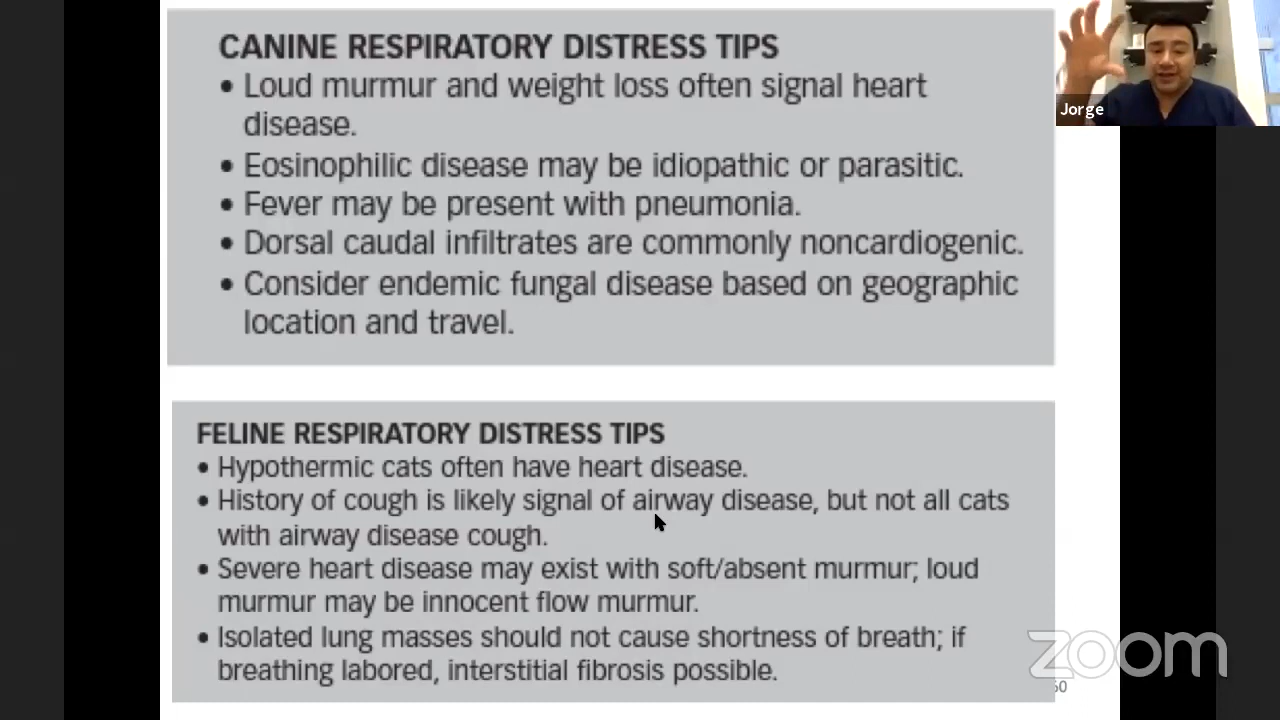 CANINE RESPIRATORY DISTRESS TIPS
• Loud murmur and weight loss often signal heart
disease.
• Eosinophilic disease may be idiopathic or parasitic.
• Fever may be present with pneumonia.
• Dorsal caudal infiltrates are commonly noncardiogenic.
• Consider endemic fungal disease based on geographic
location and travel.
Jorge
FELINE RESPIRATORY DISTRESS TIPS
• Hypothermic cats often have heart disease.
• History of cough is likely signal of airway disease, but not all cats
with airway disease cough.
• Severe heart disease may exist with soft/absent murmur; loud
murmur may be innocent flow murmur.
• Isolated lung masses should not cause shortness of breath; if
breathing labored, interstitial fibrosis possible.
zoom